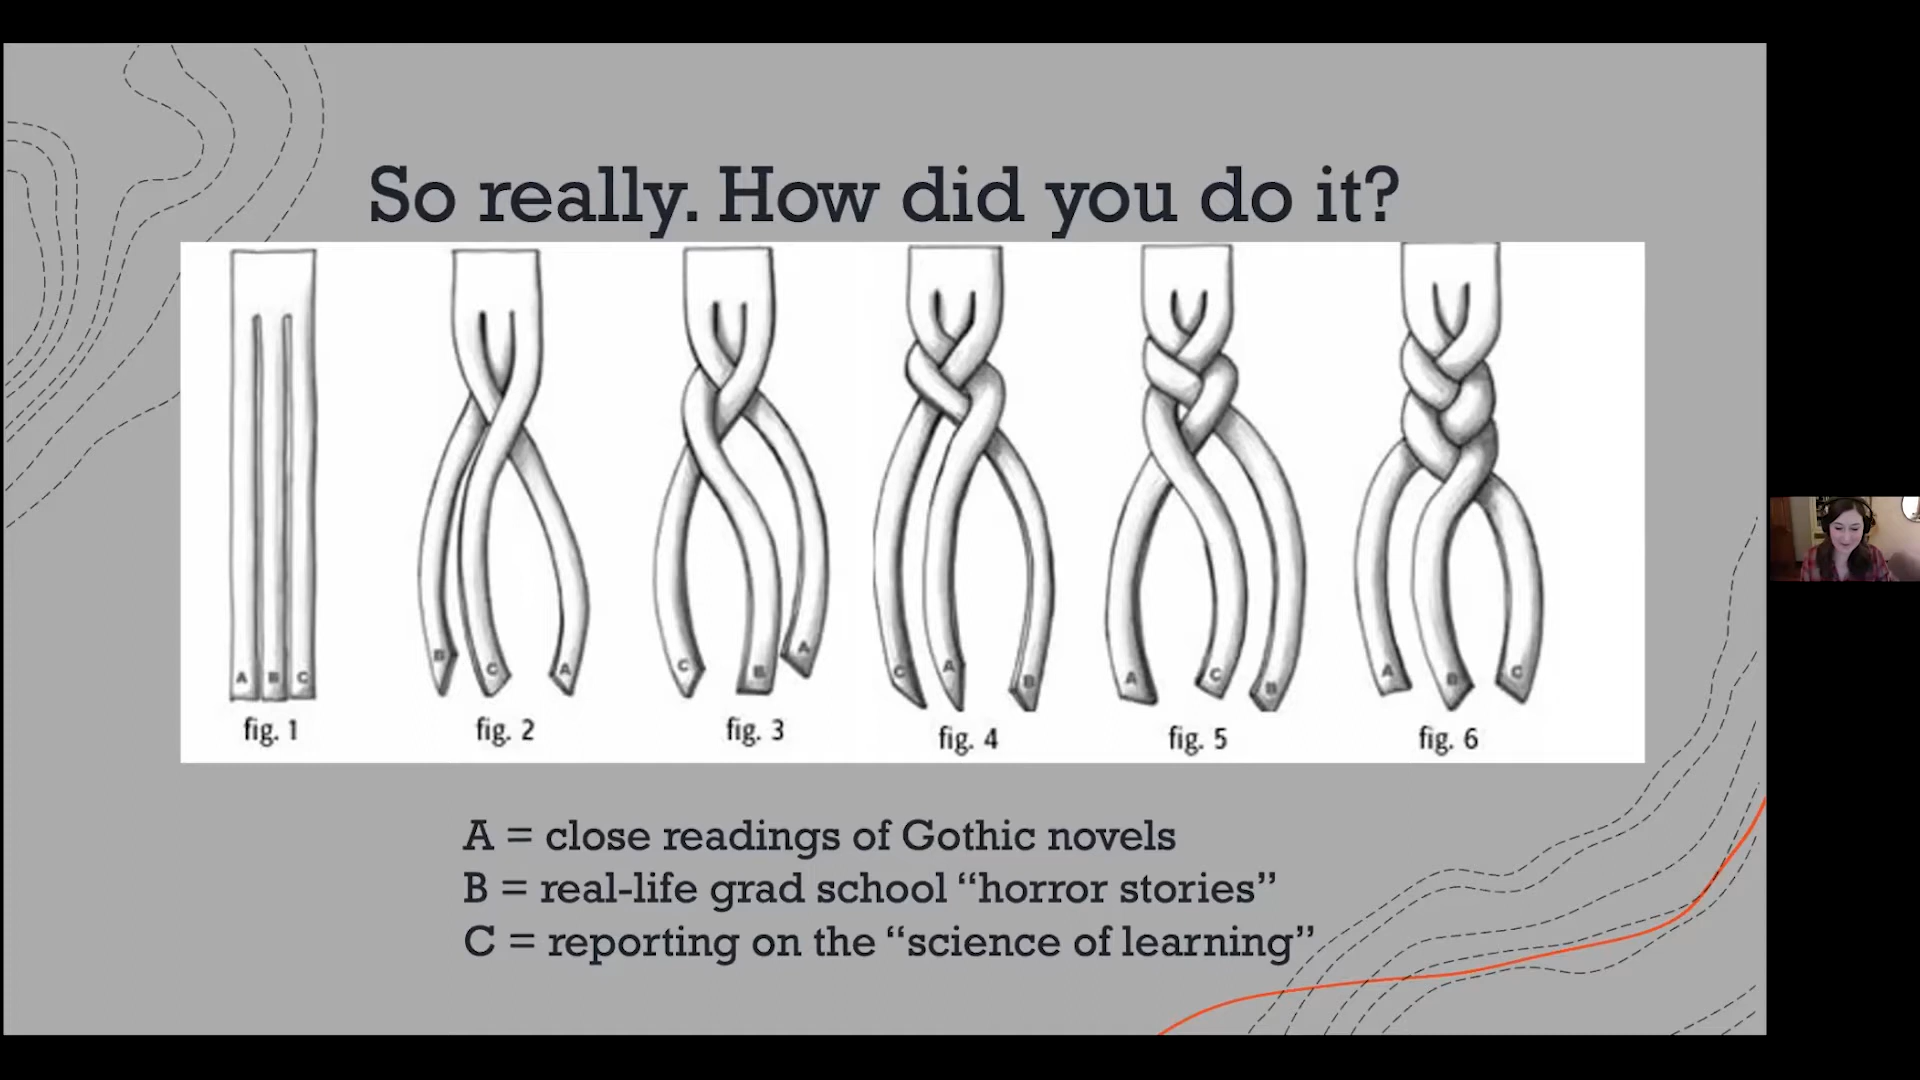 So really. How did you do it?
A B C
B C A
C B A
C A B
A C B
A B C
fig. 1
fig. 2
fig. 3
fig. 4
fig. 5
fig. 6
A = close readings of Gothic novels
B = real-life grad school “horror stories”
C = reporting on the “science of learning”